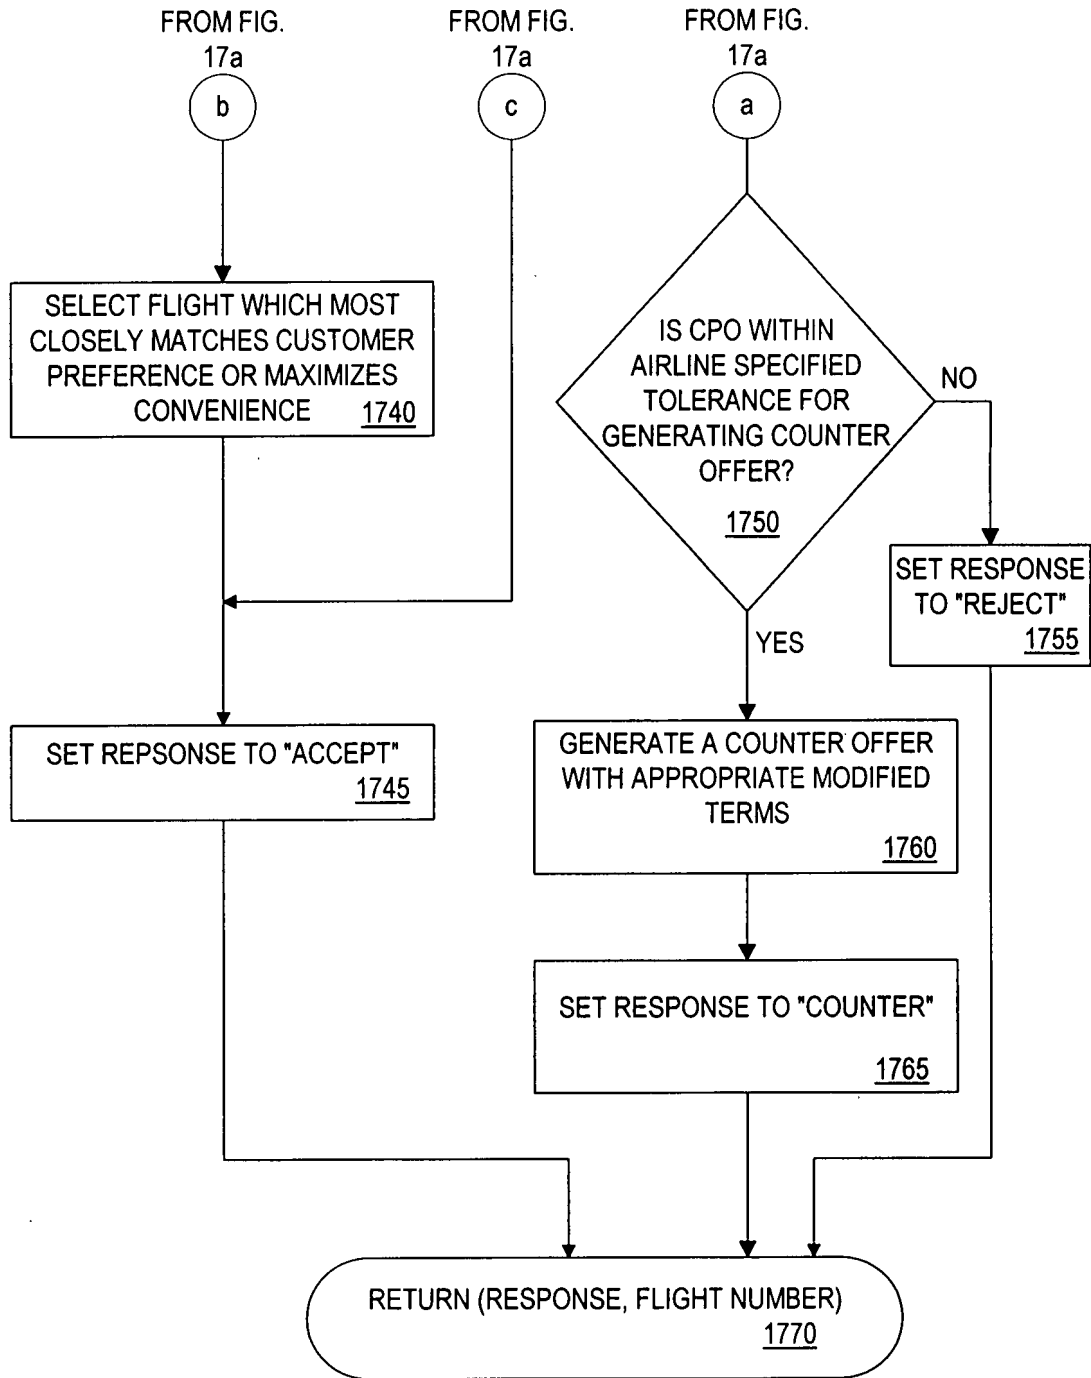 FROM FIG.
17a
b
FROM FIG.
17a
c
FROM FIG.
17a
a
SELECT FLIGHT WHICH MOST
CLOSELY MATCHES CUSTOMER
PREFERENCE OR MAXIMIZES
CONVENIENCE 1740
IS CPO WITHIN
AIRLINE SPECIFIED
TOLERANCE FOR
GENERATING COUNTER
OFFER?
1750
NO
SET RESPONSE
TO "REJECT"
1755
YES
SET REPSONSE TO "ACCEPT"
1745
GENERATE A COUNTER OFFER
WITH APPROPRIATE MODIFIED
TERMS
1760
SET RESPONSE TO "COUNTER"
1765
RETURN (RESPONSE, FLIGHT NUMBER)
1770